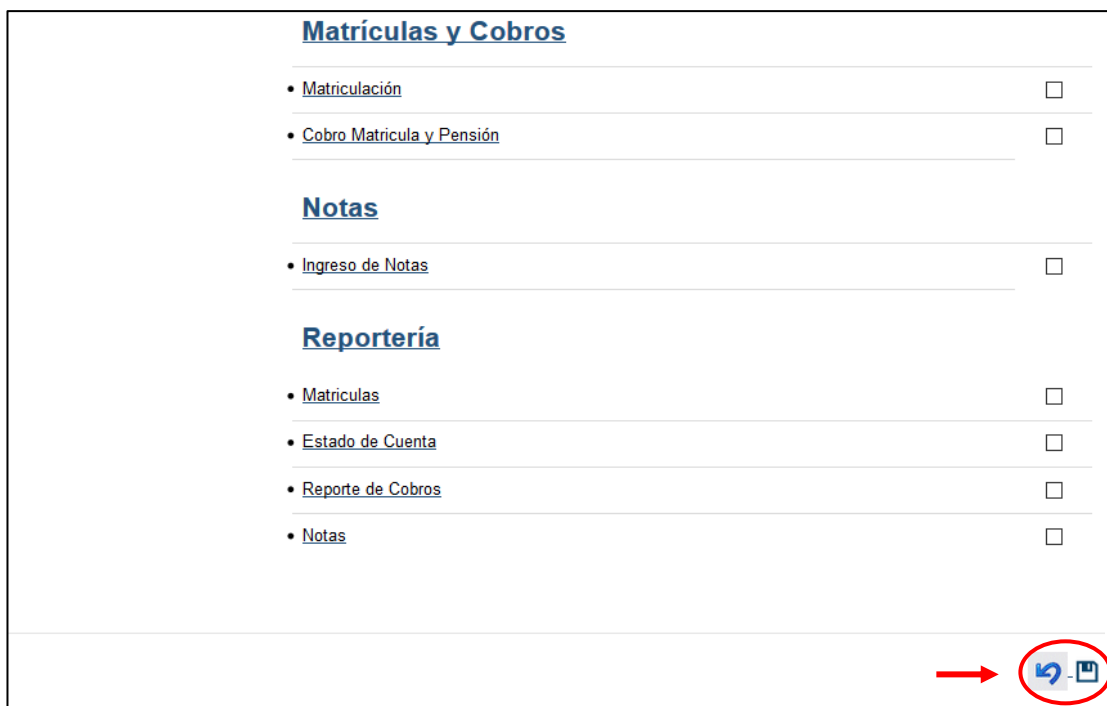 Matrículas y Cobros
Matriculación
Cobro Matricula y Pensión
Notas
Ingreso de Notas
Reportería
Matriculas
Estado de Cuenta
Reporte de Cobros
Notas